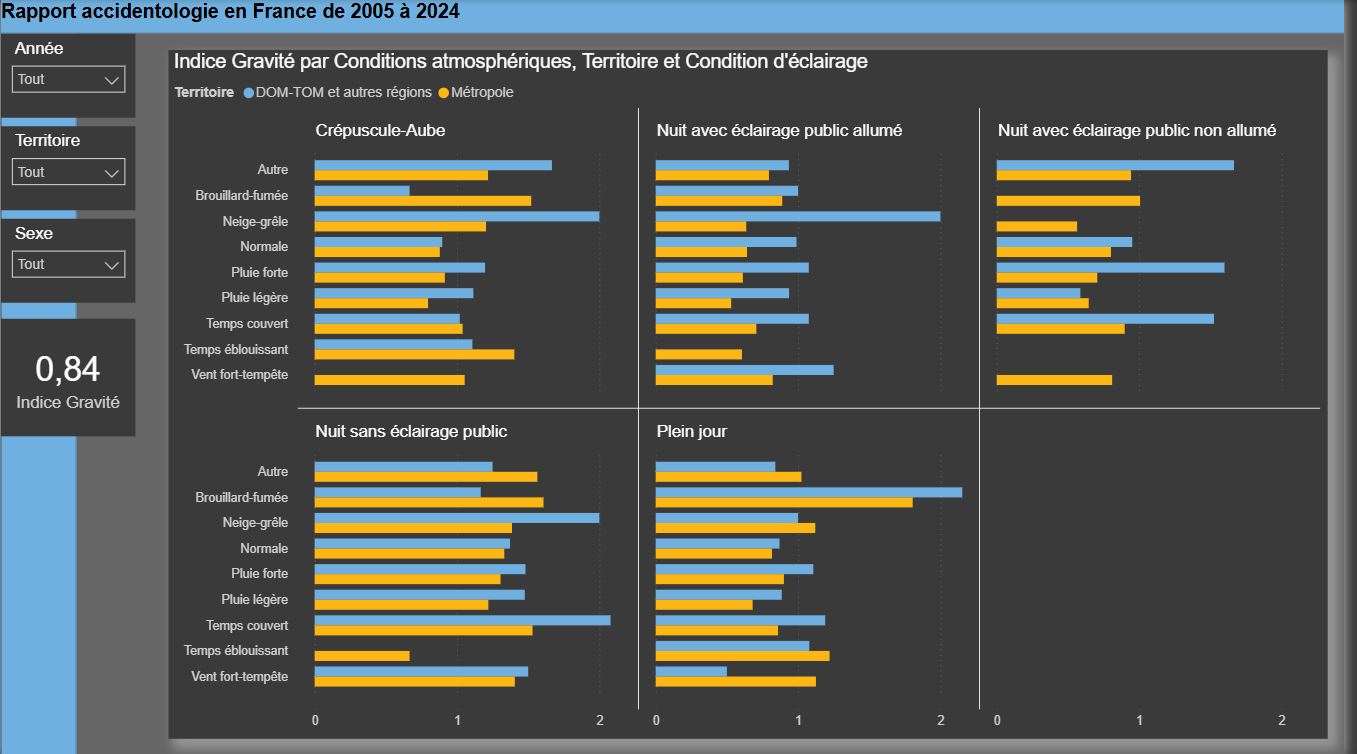 Rapport accidentologie en France de 2005 à 2024
Année
Tout
Territoire
Tout
Sexe
Tout
0,84
Indice Gravité
Indice Gravité par Conditions atmosphériques, Territoire et Condition d'éclairage
Territoire DOM-TOM et autres régions Métropole
Crépuscule-Aube Nuit avec éclairage public allumé Nuit avec éclairage public non allumé
Autre
Brouillard-fumée
Neige-grêle
Normale
Pluie forte
Pluie légère
Temps couvert
Temps éblouissant
Vent fort-tempête
Nuit sans éclairage public Plein jour
Autre
Brouillard-fumée
Neige-grêle
Normale
Pluie forte
Pluie légère
Temps couvert
Temps éblouissant
Vent fort-tempête
0 1 2 0 1 2 0 1 2